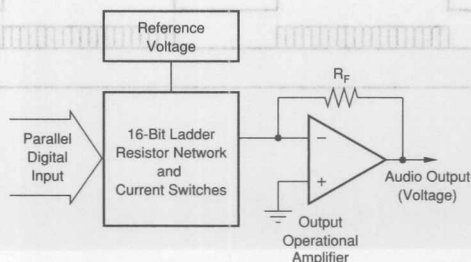 Reference
Voltage
R_F
Parallel
Digital
Input
16-Bit Ladder
Resistor Network
and
Current Switches
−
+
Audio Output
(Voltage)
Output
Operational
Amplifier